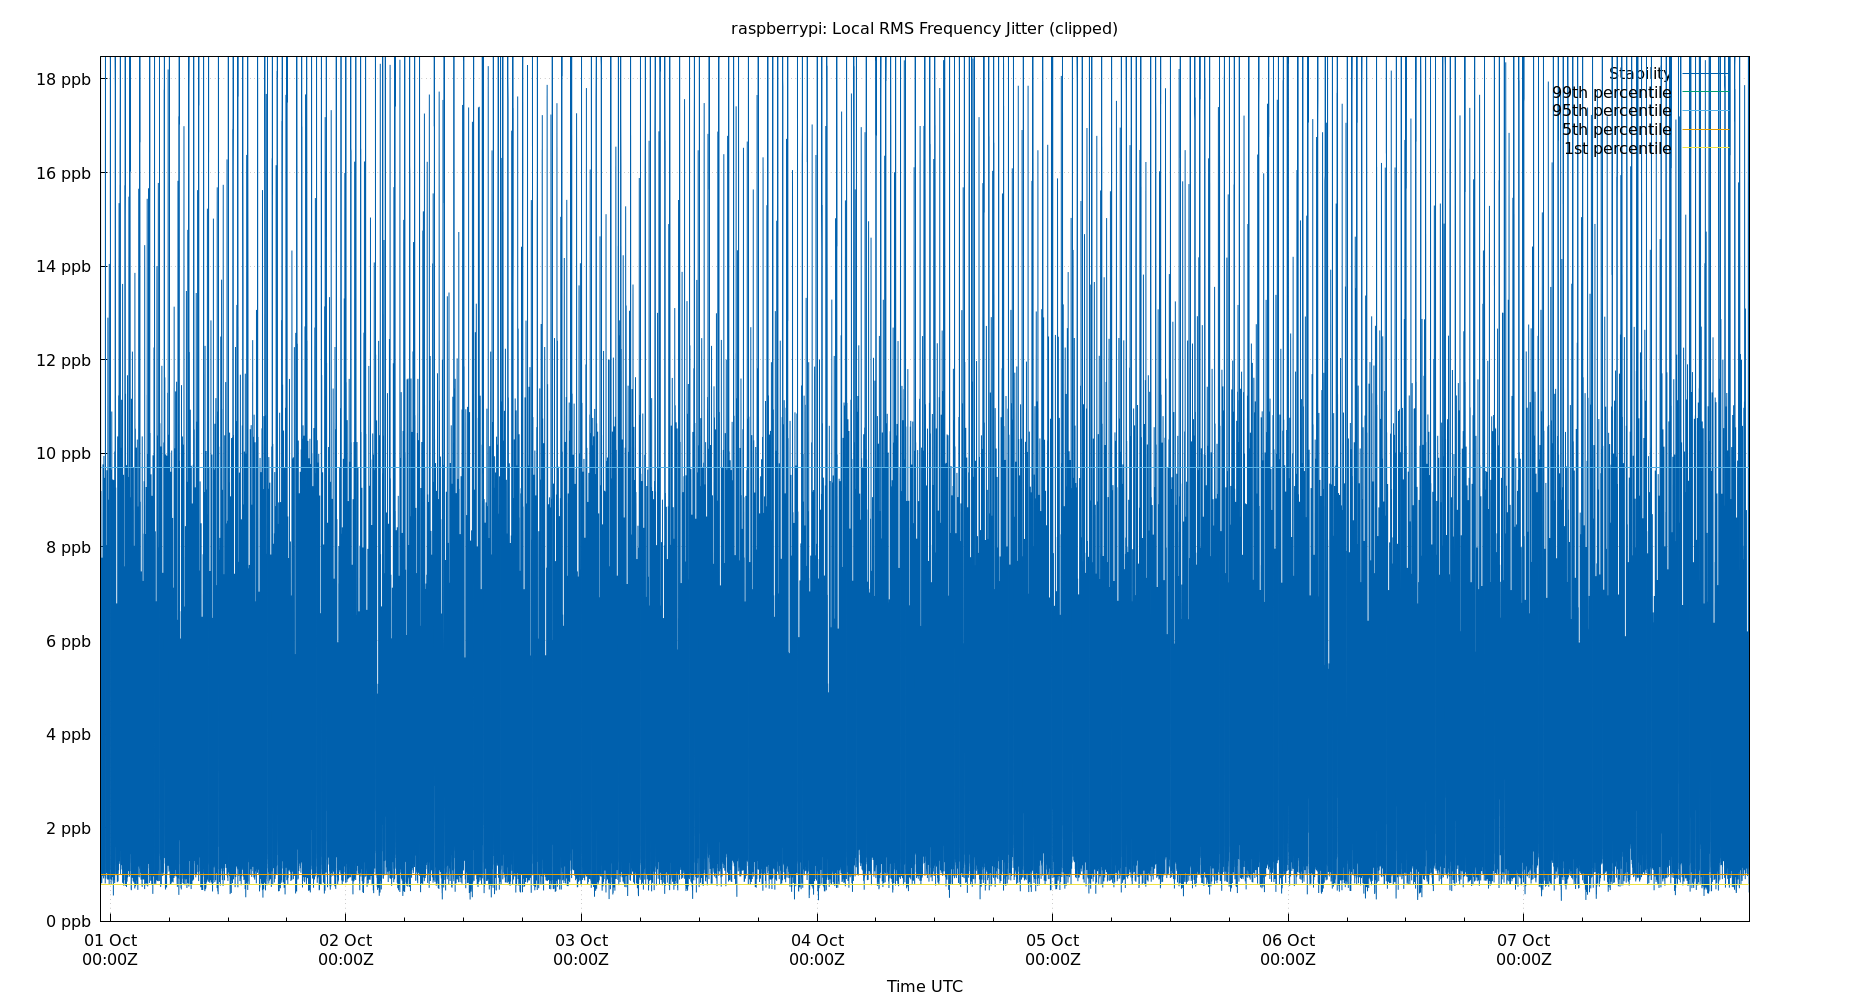 raspberrypi: Local RMS Frequency Jitter (clipped)
18 ppb
16 ppb
14 ppb
12 ppb
10 ppb
8 ppb
6 ppb
4 ppb
2 ppb
0 ppb
Stability
99th percentile
95th percentile
5th percentile
1st percentile
01 Oct 02 Oct 03 Oct 04 Oct 05 Oct 06 Oct 07 Oct
00:00Z 00:00Z 00:00Z 00:00Z 00:00Z 00:00Z 00:00Z
Time UTC